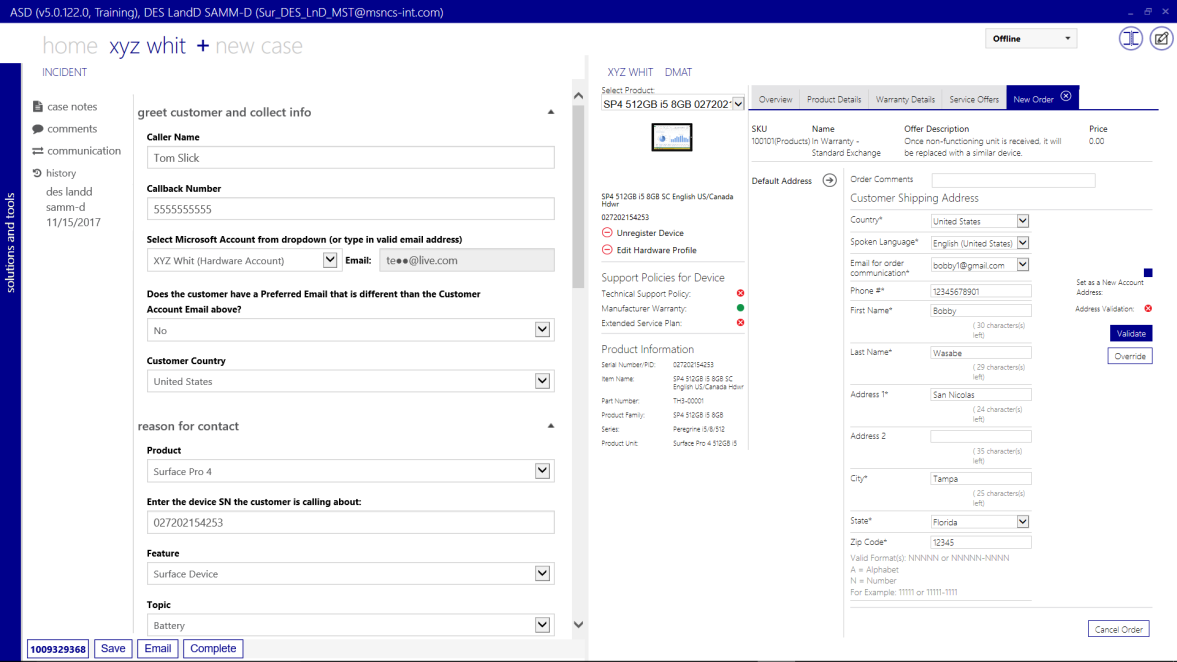 ASD (v5.0.122.0, Training), DES LandD SAMM-D (Sur_DES_LnD_MST@msncs-int.com)
home xyz whit + new case
Offline
INCIDENT
solutions and tools
case notes
comments
communication
history
des landd
samm-d
11/15/2017
greet customer and collect info
Caller Name
Tom Slick
Callback Number
5555555555
Select Microsoft Account from dropdown (or type in valid email address)
XYZ Whit (Hardware Account) Email: te●●@live.com
Does the customer have a Preferred Email that is different than the Customer
Account Email above?
No
Customer Country
United States
reason for contact
Product
Surface Pro 4
Enter the device SN the customer is calling about:
027202154253
Feature
Surface Device
Topic
Battery
1009329368 Save Email Complete
XYZ WHIT DMAT
Select Product:
SP4 512GB i5 8GB 027202
SP4 512GB i5 8GB SC English US/Canada
Hdwr
027202154253
Unregister Device
Edit Hardware Profile
Support Policies for Device
Technical Support Policy:
Manufacturer Warranty:
Extended Service Plan:
Product Information
Serial Number/PID: 027202154253
Item Name: SP4 512GB i5 8GB SC
English US/Canada Hdwr
Part Number: TH3-00001
Product Family: SP4 512GB i5 8GB
Series: Peregrine i5/8/512
Product Unit: Surface Pro 4 512GB i5
Overview Product Details Warranty Details Service Offers New Order
SKU Name Offer Description Price
100101(Products) In Warranty - Once non-functioning unit is received, it will 0.00
Standard Exchange be replaced with a similar device.
Default Address
Order Comments
Customer Shipping Address
Country* United States
Spoken Language* English (United States)
Email for order
communication* bobby1@gmail.com
Phone #* 12345678901
First Name* Bobby
( 30 characters(s)
left)
Last Name* Wasabe
( 29 characters(s)
left)
Address 1* San Nicolas
( 24 character(s)
left)
Address 2
( 35 character(s)
left)
City* Tampa
( 25 characters(s)
left)
State* Florida
Zip Code* 12345
Valid Format(s): NNNNN or NNNNN-NNNN
A = Alphabet
N = Number
For Example: 11111 or 11111-1111
Set as a New Account
Address:
Address Validation:
Validate
Override
Cancel Order